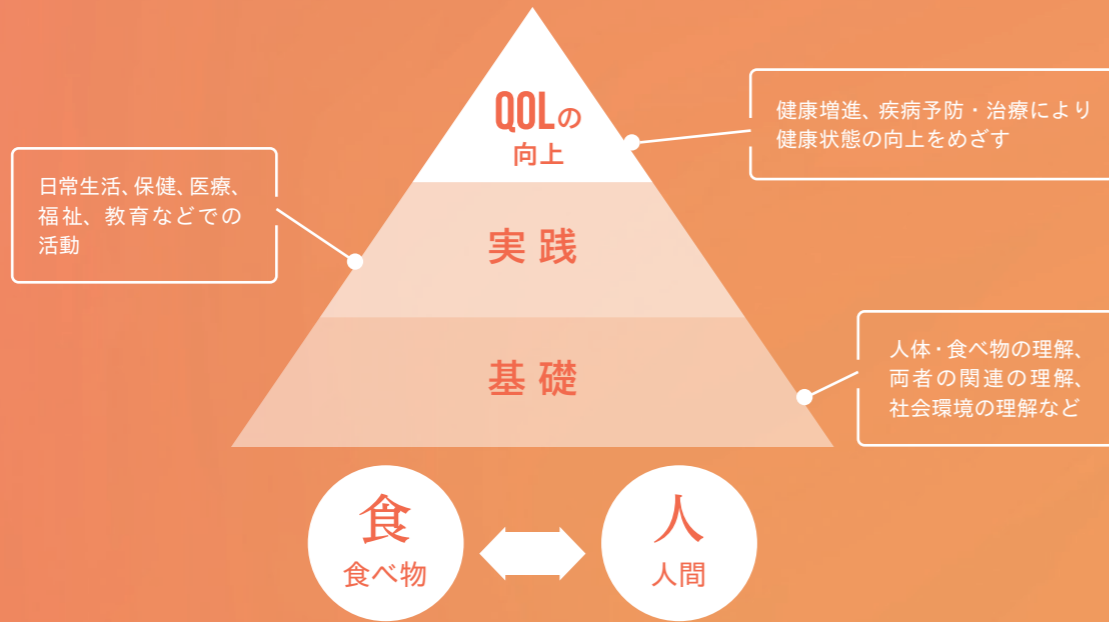 QOLの
向上
健康増進、疾病予防・治療により
健康状態の向上をめざす
日常生活、保健、医療、
福祉、教育などでの
活動
実践
基礎
人体・食べ物の理解、
両者の関連の理解、
社会環境の理解など
食
食べ物
人
人間